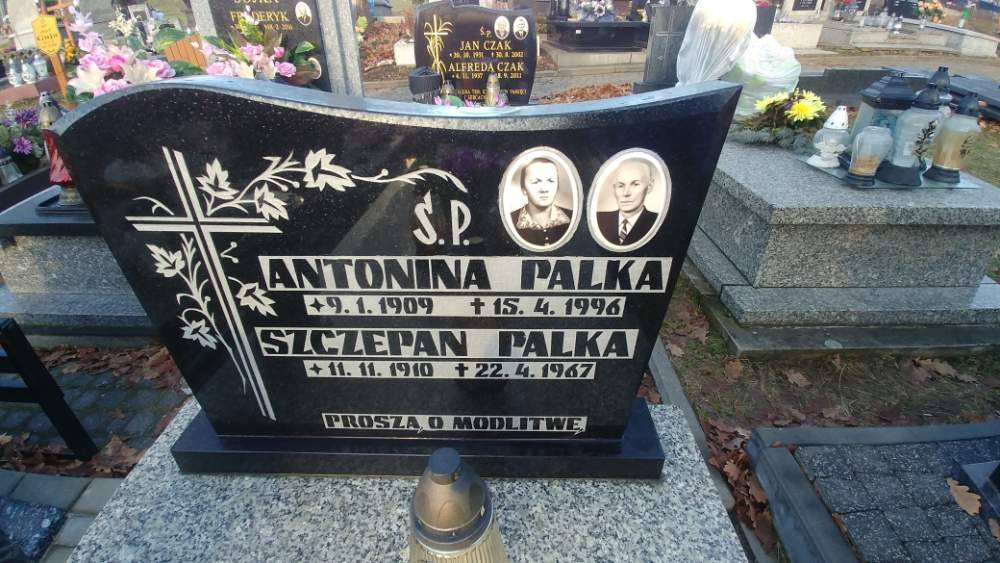 FRYDERYK
Ś.P.
JAN CZAK
ALFREDA CZAK
Ś.P.
ANTONINA PALKA
9.1.1909 15.4.1996
SZCZEPAN PALKA
11.11.1910 22.4.1967
PROSZĄ O MODLITWĘ